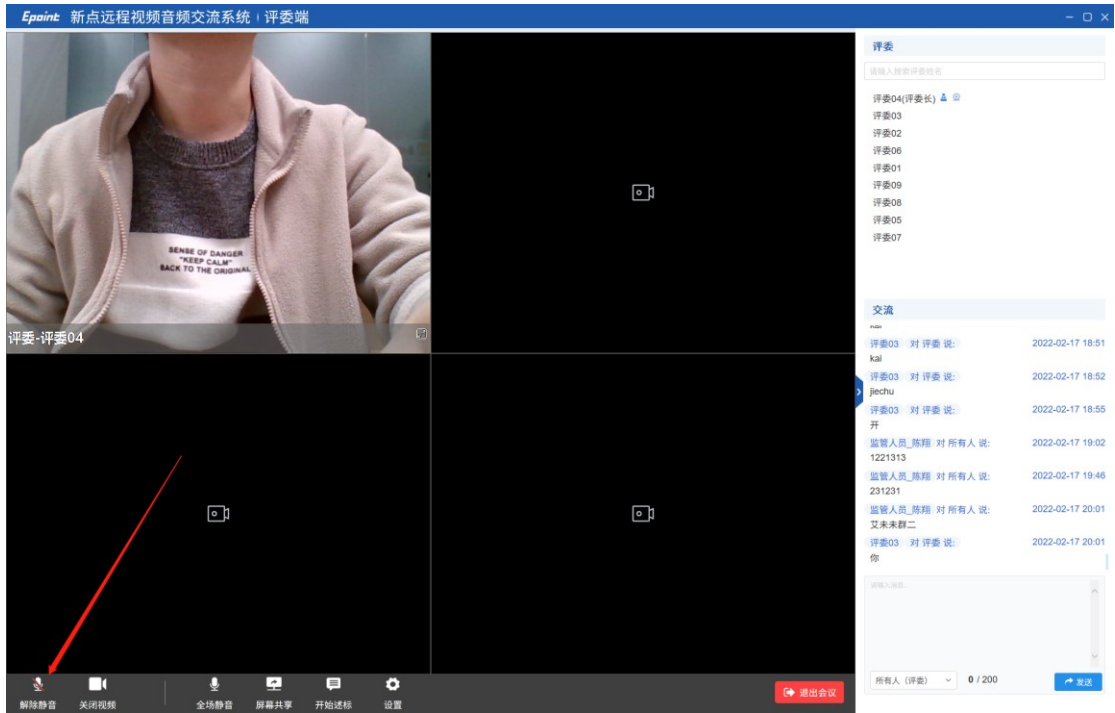 Epoint 新点远程视频音频交流系统 | 评委端
SENSE OF DANGER
"KEEP CALM"
BACK TO THE ORIGINAL
评委-评委04
解除静音
关闭视频
全场静音
屏幕共享
开始述标
设置
退出会议
评委
请输入搜索评委姓名
评委04(评委长)
评委03
评委02
评委06
评委01
评委09
评委08
评委05
评委07
交流
评委03 对 评委 说: 2022-02-17 18:51
kai
评委03 对 评委 说: 2022-02-17 18:52
jiechu
评委03 对 评委 说: 2022-02-17 18:55
开
监管人员_陈翔 对 所有人 说: 2022-02-17 19:02
1221313
监管人员_陈翔 对 所有人 说: 2022-02-17 19:46
231231
监管人员_陈翔 对 所有人 说: 2022-02-17 20:01
艾未未群二
评委03 对 评委 说: 2022-02-17 20:01
你
请输入消息...
所有人（评委）
0 / 200
发送